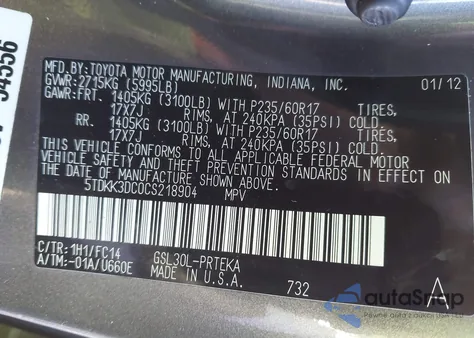 MFD.BY: TOYOTA MOTOR MANUFACTURING, INDIANA, INC. 01/12
GVWR: 2715KG (5995LB)
GAWR: FRT. 1405KG (3100LB) WITH P235/60R17 TIRES,
17X7J RIMS, AT 240KPA (35PSI) COLD.
RR. 1405KG (3100LB) WITH P235/60R17 TIRES,
17X7J RIMS, AT 240KPA (35PSI) COLD.
THIS VEHICLE CONFORMS TO ALL APPLICABLE FEDERAL MOTOR
VEHICLE SAFETY STANDARDS IN EFFECT ON
THE DATE OF MANUFACTURE SHOWN ABOVE.
5TDKK3DC0CS218904 MPV
C/TR: 1H1/FC14 GSL30L-PRTEKA
A/TM: -01A/U660E MADE IN U.S.A. 732
A
autoSnap